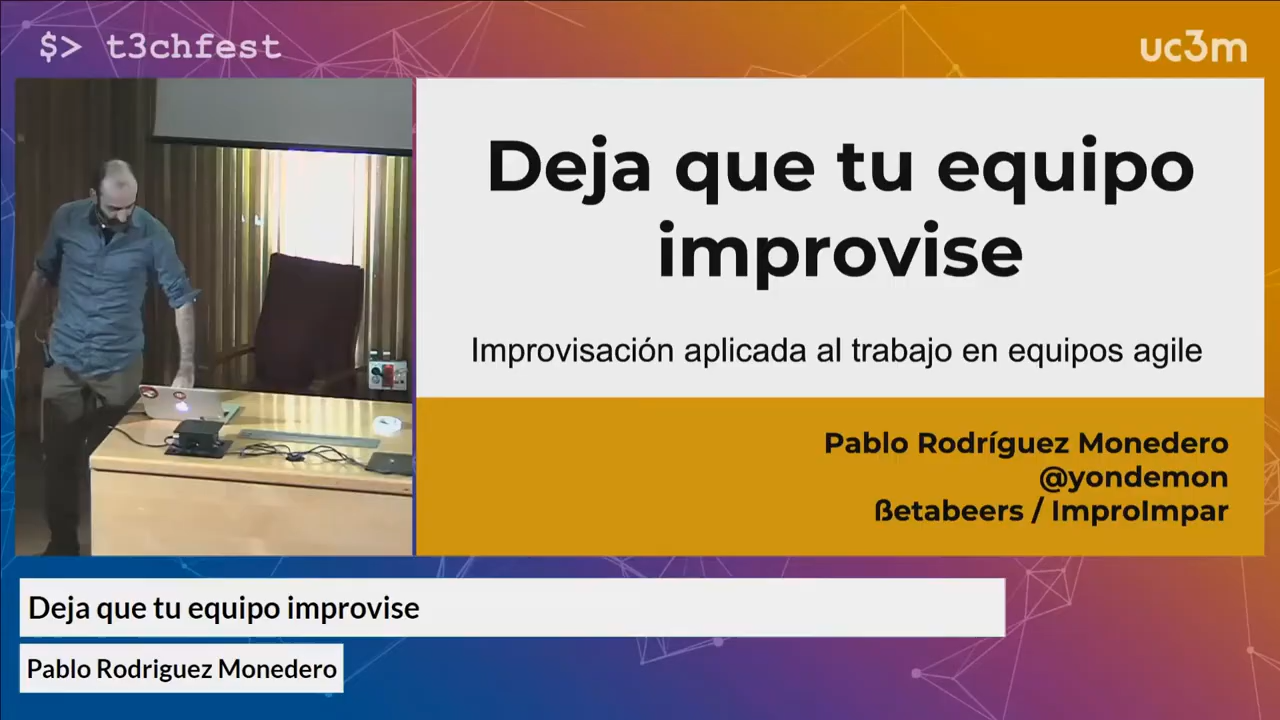 $> t3chfest
uc3m
Deja que tu equipo
improvise
Improvisación aplicada al trabajo en equipos agile
Pablo Rodríguez Monedero
@yondemon
ßetabeers / ImproImpar
Deja que tu equipo improvise
Pablo Rodriguez Monedero